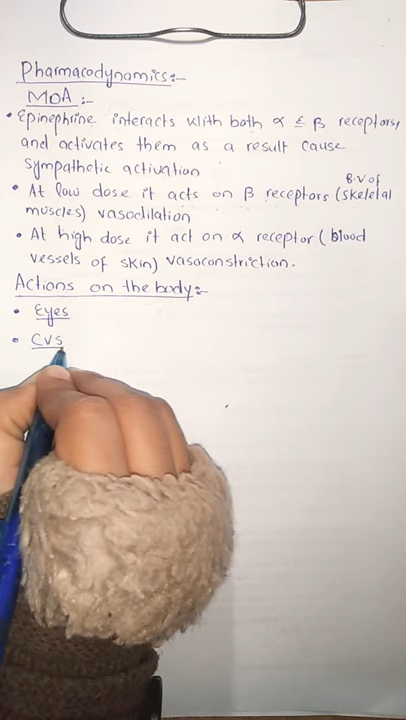 Pharmacodynamics:-
MOA:-
• Epinephrine interacts with both α & β receptors,
and activates them as a result cause
sympathetic activation
B.V of
• At low dose it acts on β receptors (skeletal
muscles) vasodilation
• At high dose it act on α receptor (blood
vessels of skin) vasoconstriction.
Actions on the body:-
• Eyes
• CVS